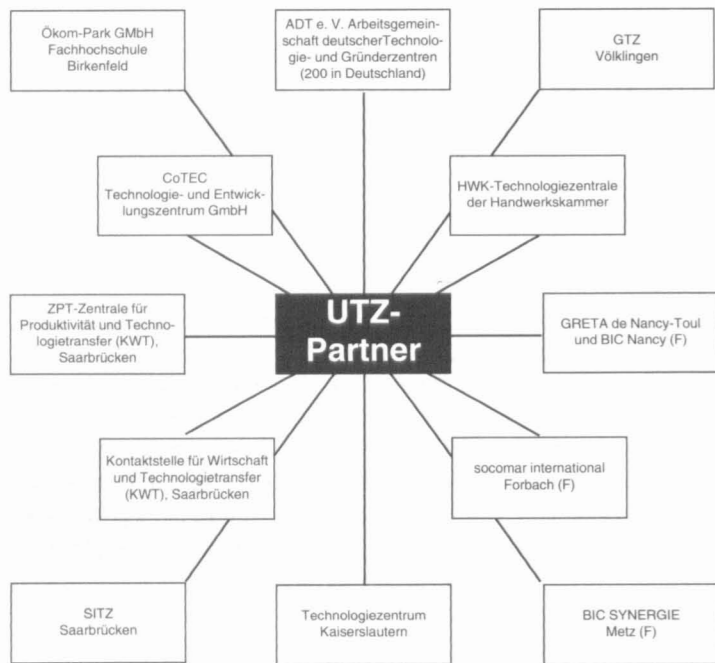 Ökom-Park GMbH
Fachhochschule
Birkenfeld
ADT e. V. Arbeitsgemein-
schaft deutscherTechnolo-
gie- und Gründerzentren
(200 in Deutschland)
GTZ
Völklingen
CoTEC
Technologie- und Entwick-
lungszentrum GmbH
HWK-Technologiezentrale
der Handwerkskammer
ZPT-Zentrale für
Produktivität und Techno-
logietransfer (KWT),
Saarbrücken
UTZ-
Partner
GRETA de Nancy-Toul
und BIC Nancy (F)
Kontaktstelle für Wirtschaft
und Technologietransfer
(KWT), Saarbrücken
socomar international
Forbach (F)
SITZ
Saarbrücken
Technologiezentrum
Kaiserslautern
BIC SYNERGIE
Metz (F)